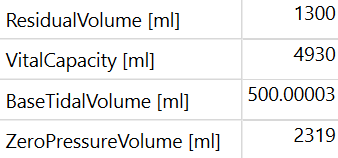 ResidualVolume [ml] 1300
VitalCapacity [ml] 4930
BaseTidalVolume [ml] 500.00003
ZeroPressureVolume [ml] 2319